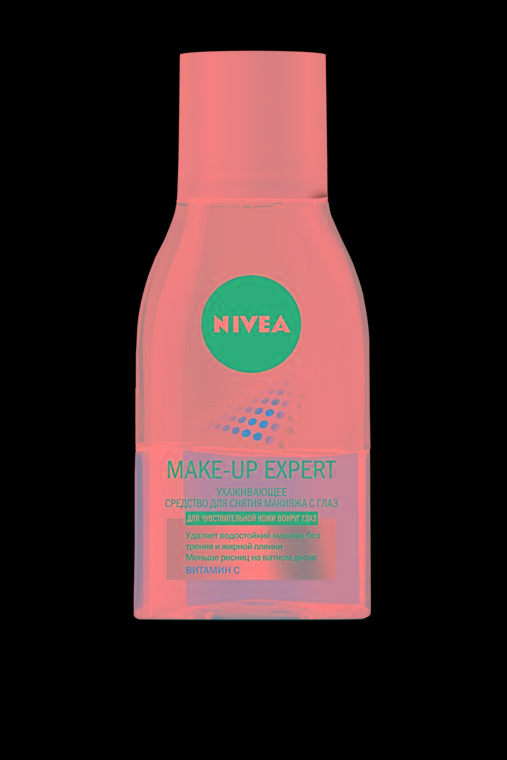 NIVEA
MAKE-UP EXPERT
УХАЖИВАЮЩЕЕ
СРЕДСТВО ДЛЯ СНЯТИЯ МАКИЯЖА С ГЛАЗ
ДЛЯ ЧУВСТВИТЕЛЬНОЙ КОЖИ ВОКРУГ ГЛАЗ
Удаляет водостойкий макияж без
трения и жирной пленки
Меньше ресниц на ватном диске
ВИТАМИН С